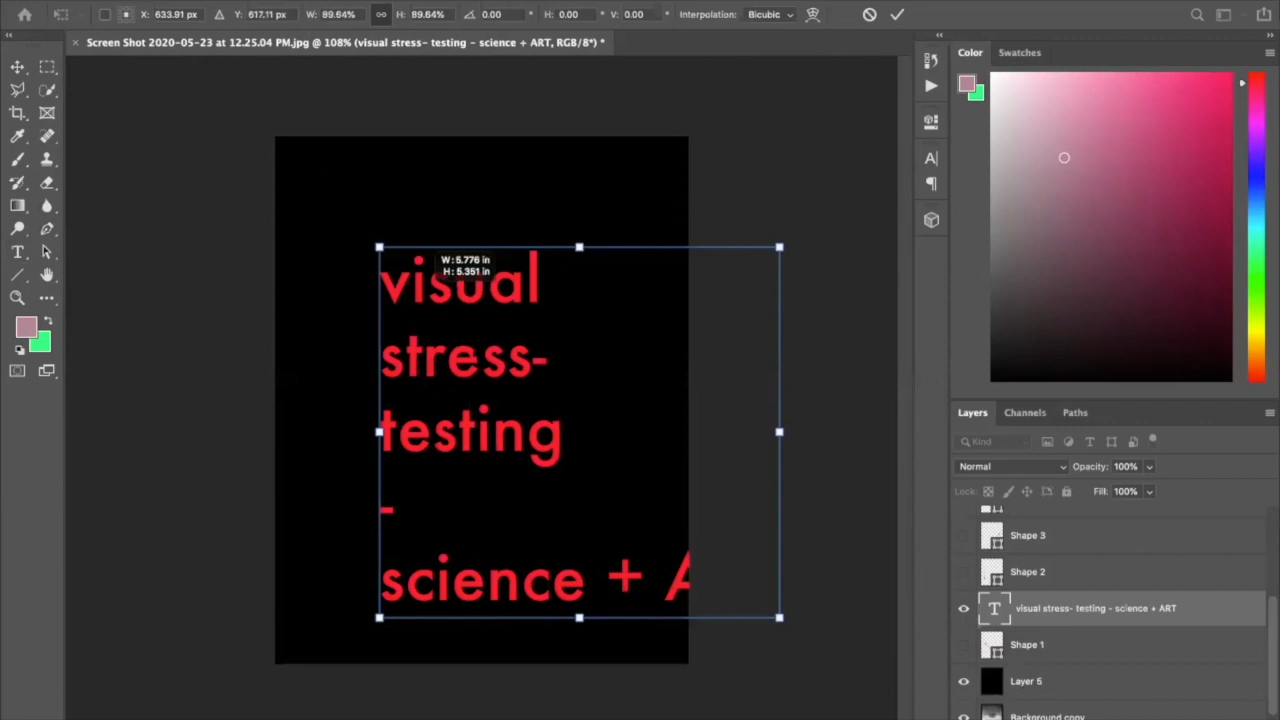 X: 633.91 px Y: 617.11 px W: 89.64% H: 89.64% 0.00 ° H: 0.00 ° V: 0.00 ° Interpolation: Bicubic
× Screen Shot 2020-05-23 at 12.25.04 PM.jpg @ 108% (visual stress- testing - science + ART, RGB/8*) *
Color Swatches
W: 5.776 in
H: 5.351 in
visual
stress-
testing
-
science + A
Layers Channels Paths
Kind
Normal Opacity: 100%
Lock: Fill: 100%
Shape 3
Shape 2
visual stress- testing - science + ART
Shape 1
Layer 5
Background copy